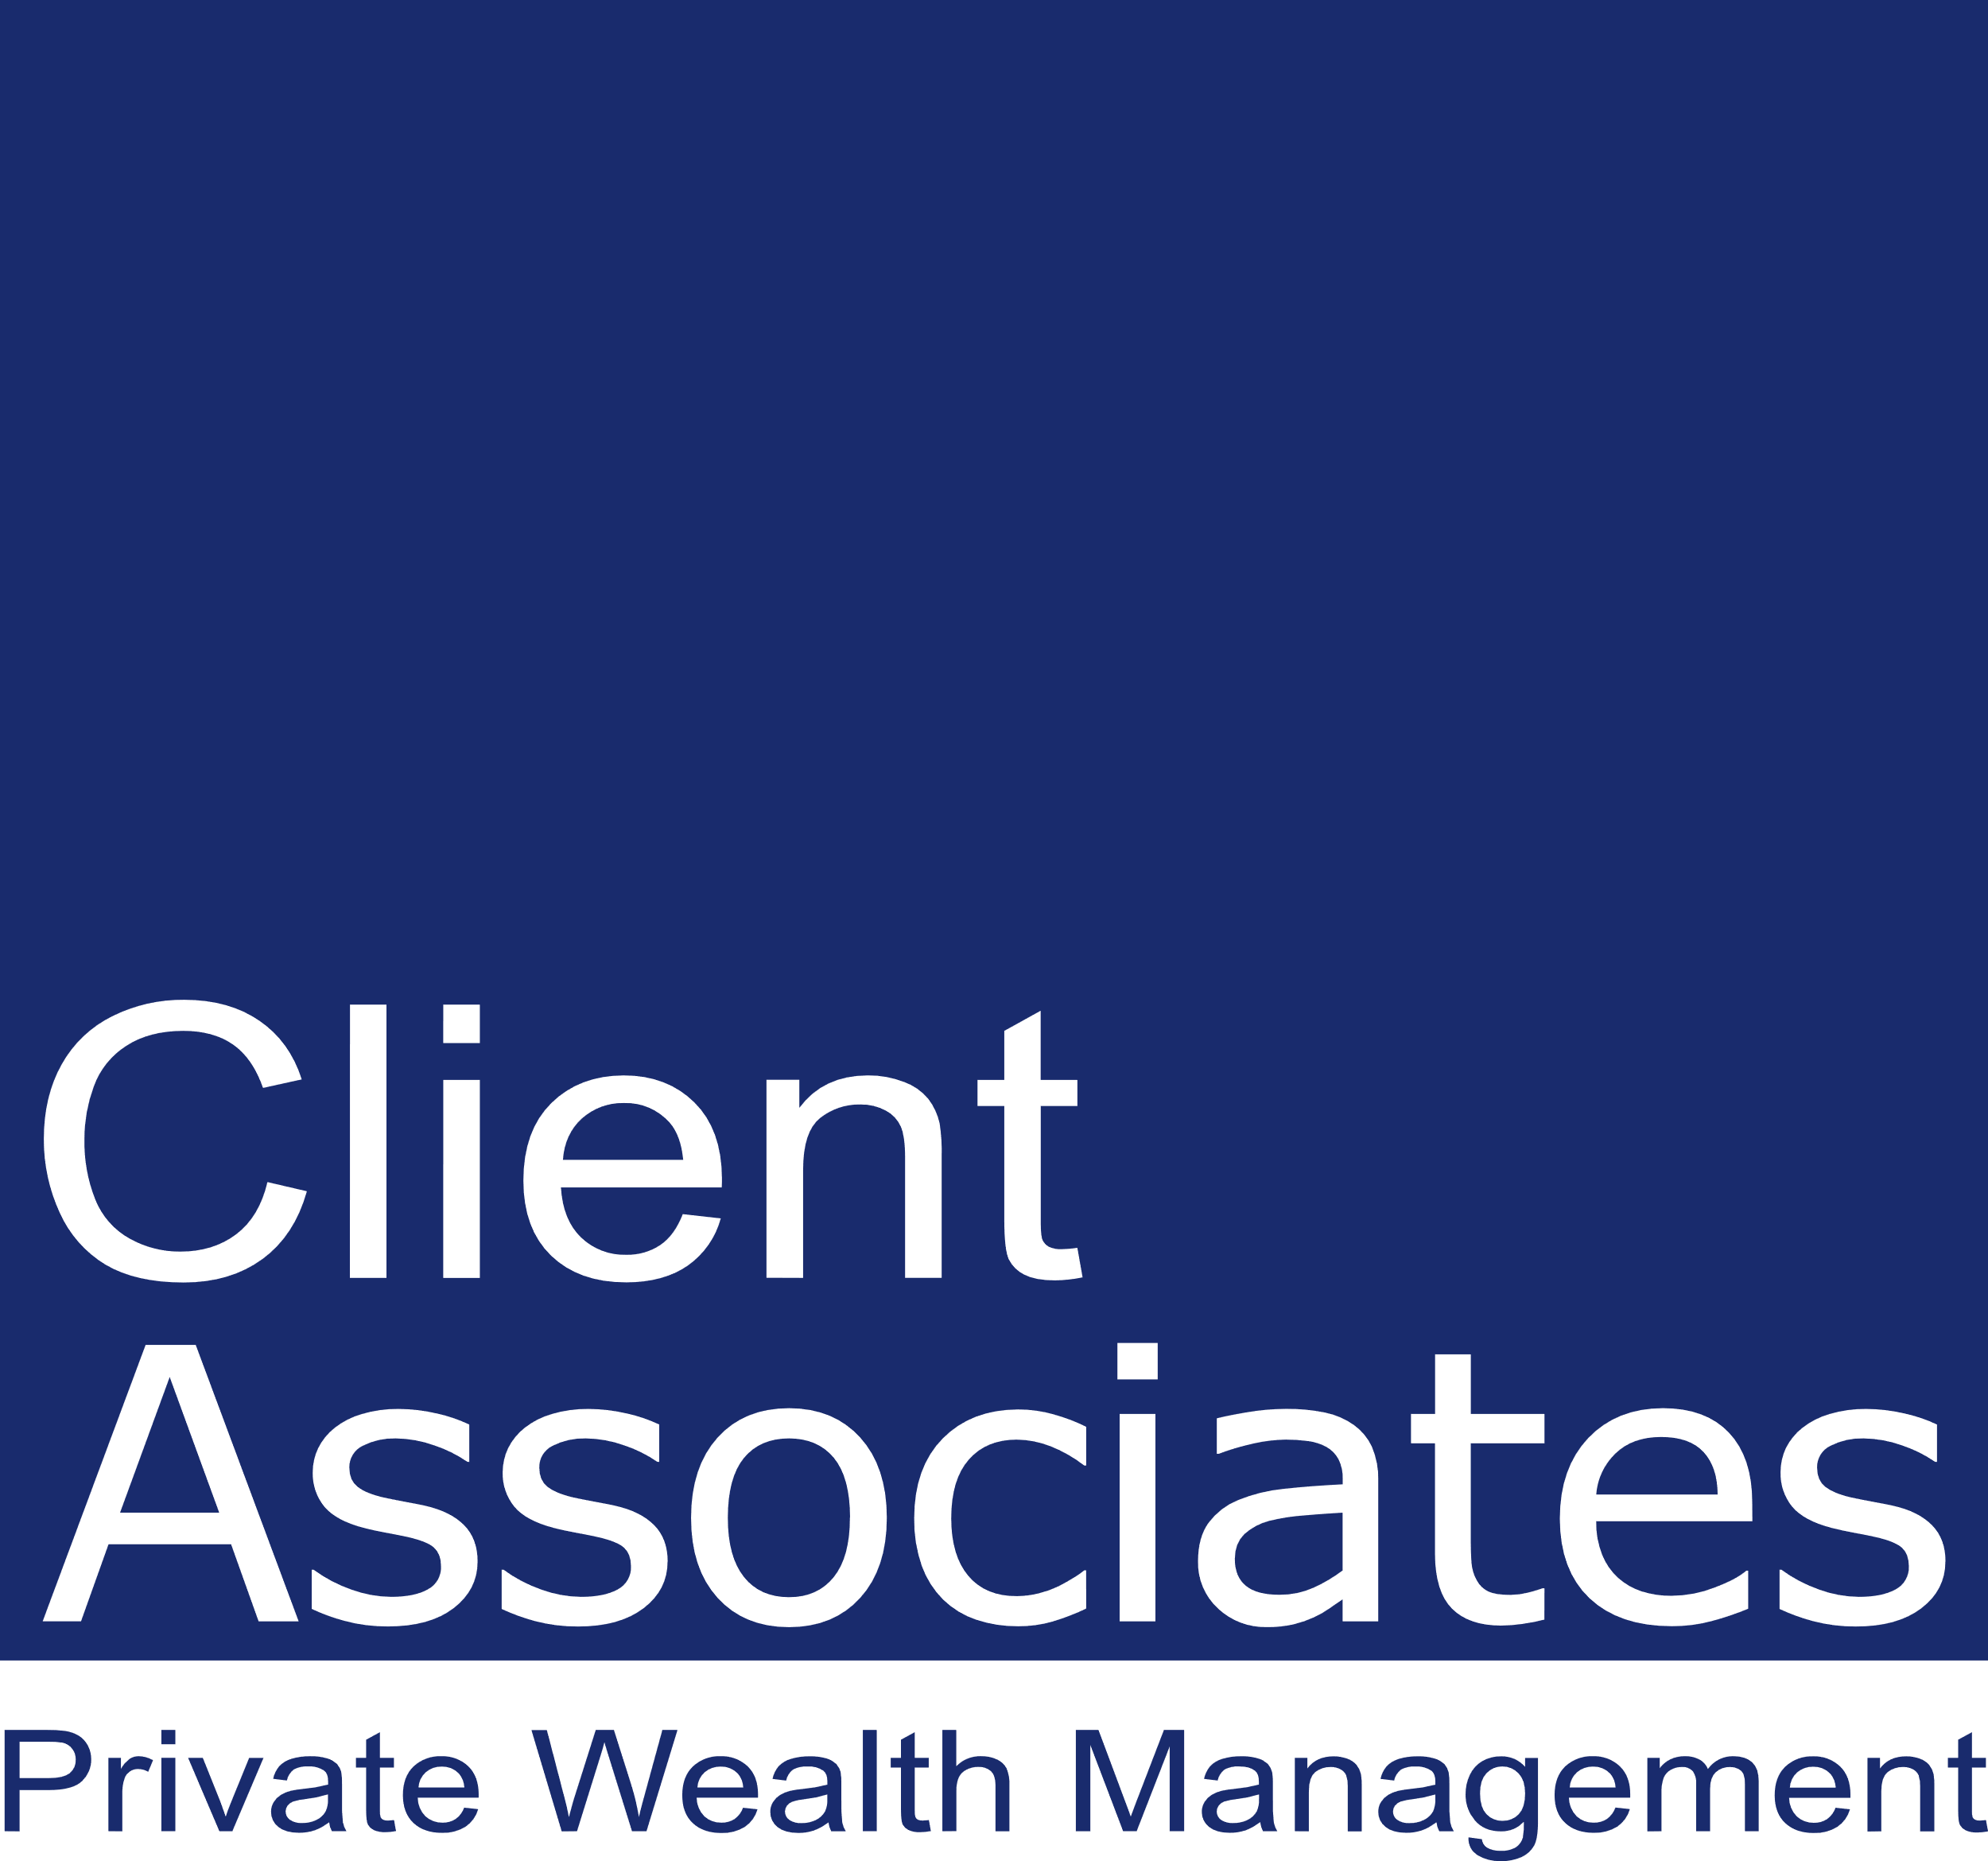 Client
Associates
Private Wealth Management